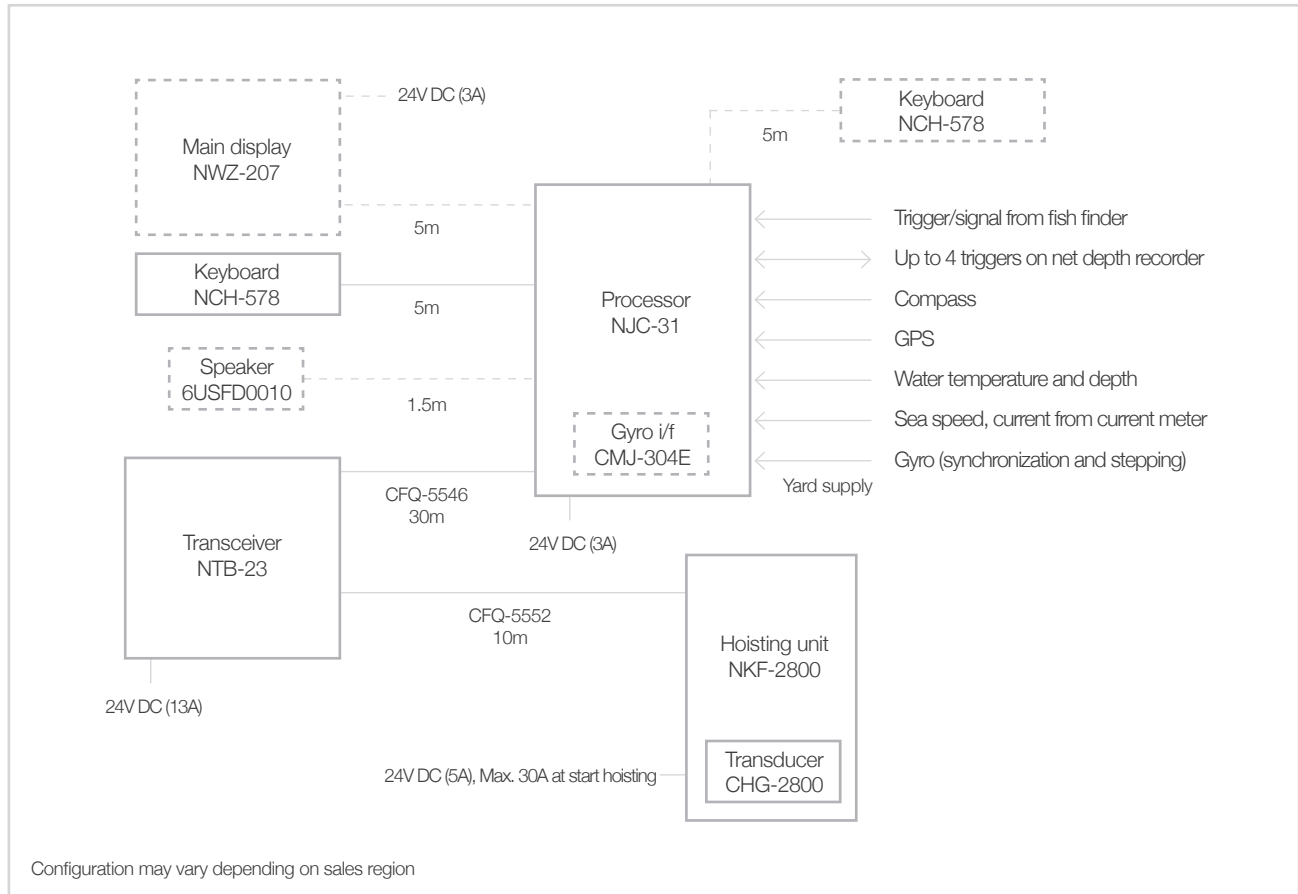 24V DC (3A)
Main display
NWZ-207
5m
Keyboard
NCH-578
5m
Speaker
6USFD0010
1.5m
Keyboard
NCH-578
5m
Processor
NJC-31
Gyro i/f
CMJ-304E
24V DC (3A)
Trigger/signal from fish finder
Up to 4 triggers on net depth recorder
Compass
GPS
Water temperature and depth
Sea speed, current from current meter
Gyro (synchronization and stepping)
Yard supply
CFQ-5546
30m
Transceiver
NTB-23
24V DC (13A)
CFQ-5552
10m
Hoisting unit
NKF-2800
Transducer
CHG-2800
24V DC (5A), Max. 30A at start hoisting
Configuration may vary depending on sales region